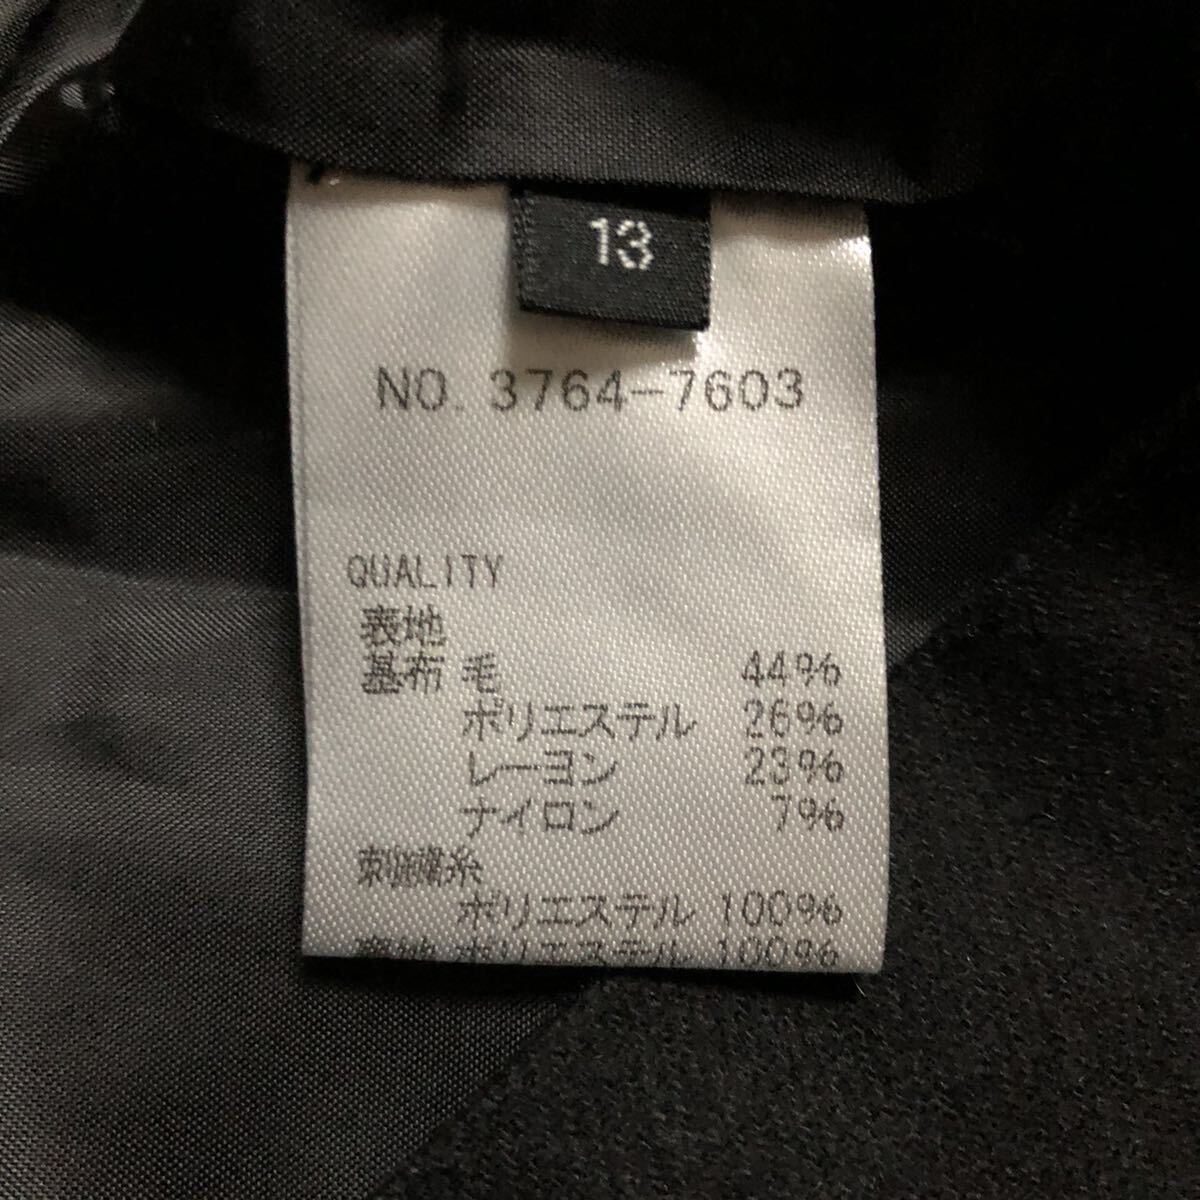 13
NO. 3764-7603
QUALITY
表地
基布 毛 44%
ポリエステル 26%
レーヨン 23%
ナイロン 7%
刺繍糸
ポリエステル 100%
裏地 ポリエステル 100%